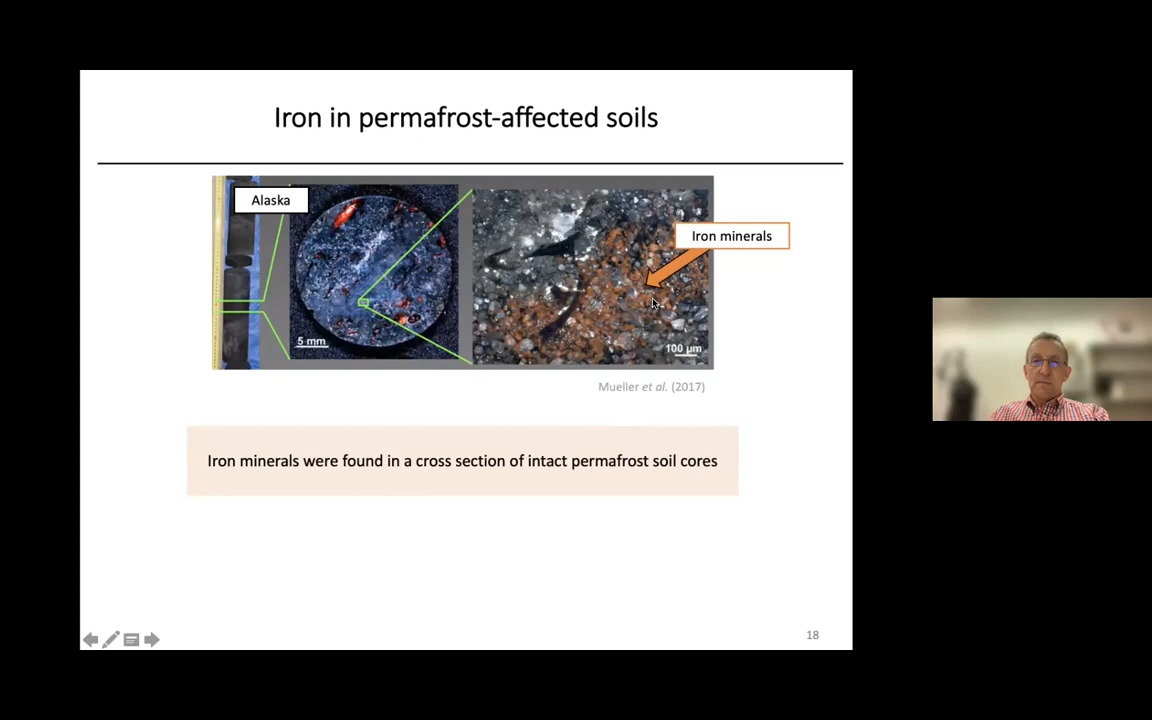 Iron in permafrost-affected soils
Alaska
Iron minerals
5 mm
100 µm
Mueller et al. (2017)
Iron minerals were found in a cross section of intact permafrost soil cores
18